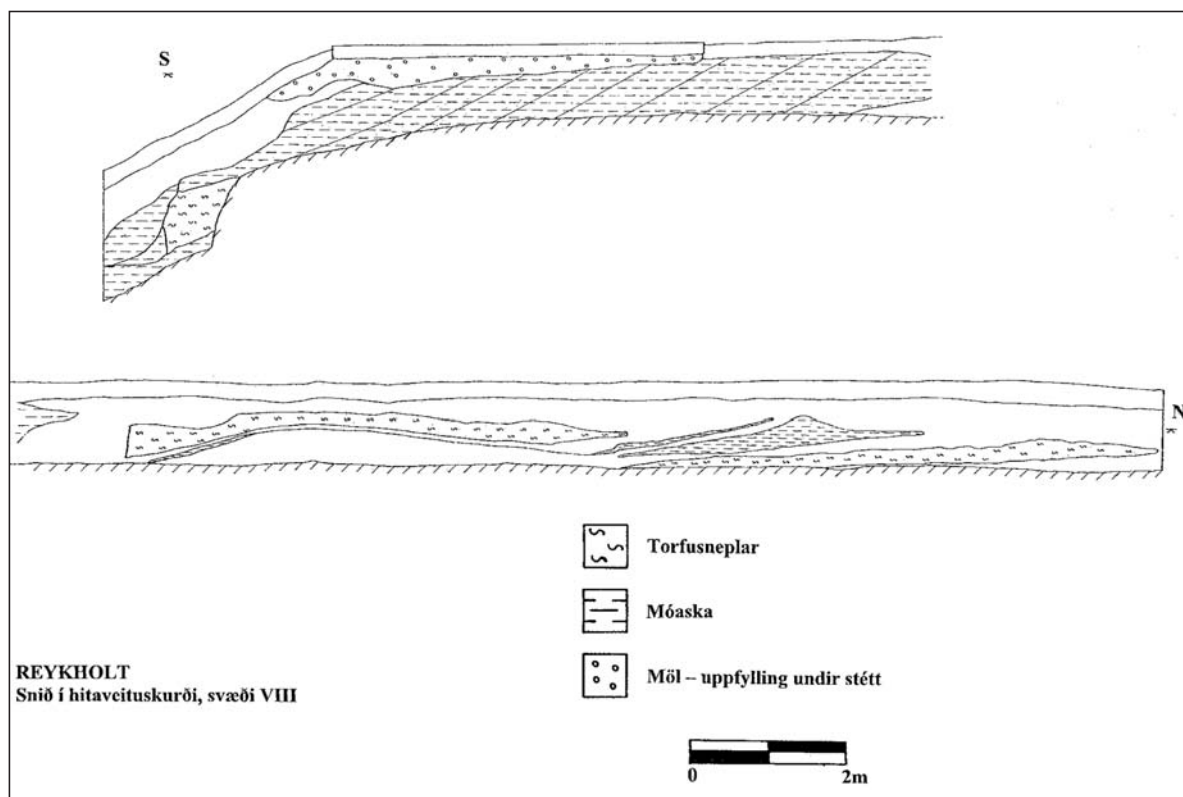 S
N
Torfusneplar
Móaska
Möl – uppfylling undir stétt
REYKHOLT
Snið í hitaveituskurði, svæði VIII
0 2m